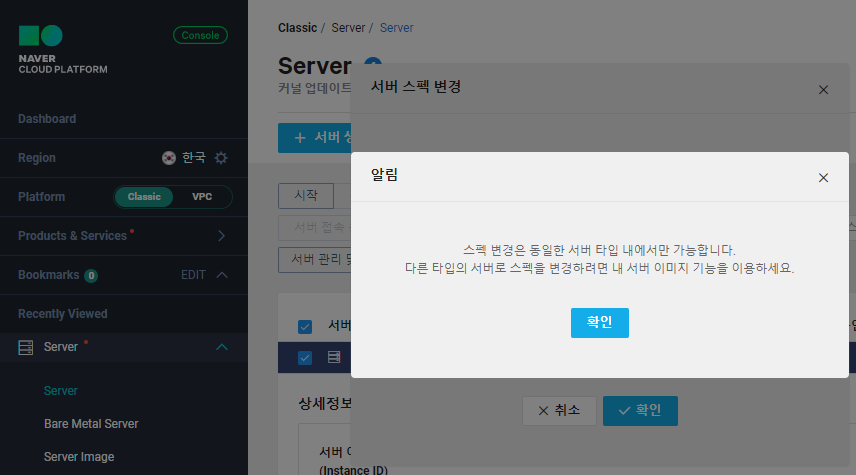 NAVER
CLOUD PLATFORM
Console
Dashboard
Region 한국
Platform Classic VPC
Products & Services
Bookmarks 0 EDIT
Recently Viewed
Server
Server
Bare Metal Server
Server Image
Classic / Server / Server
Server
커널 업데이트
+ 서버
시작
서버 접속
서버 관리 및
서버
상세정보
서버
(Instance ID)
서버 스펙 변경
알림
스펙 변경은 동일한 서버 타입 내에서만 가능합니다.
다른 타입의 서버로 스펙을 변경하려면 내 서버 이미지 기능을 이용하세요.
확인
취소 확인